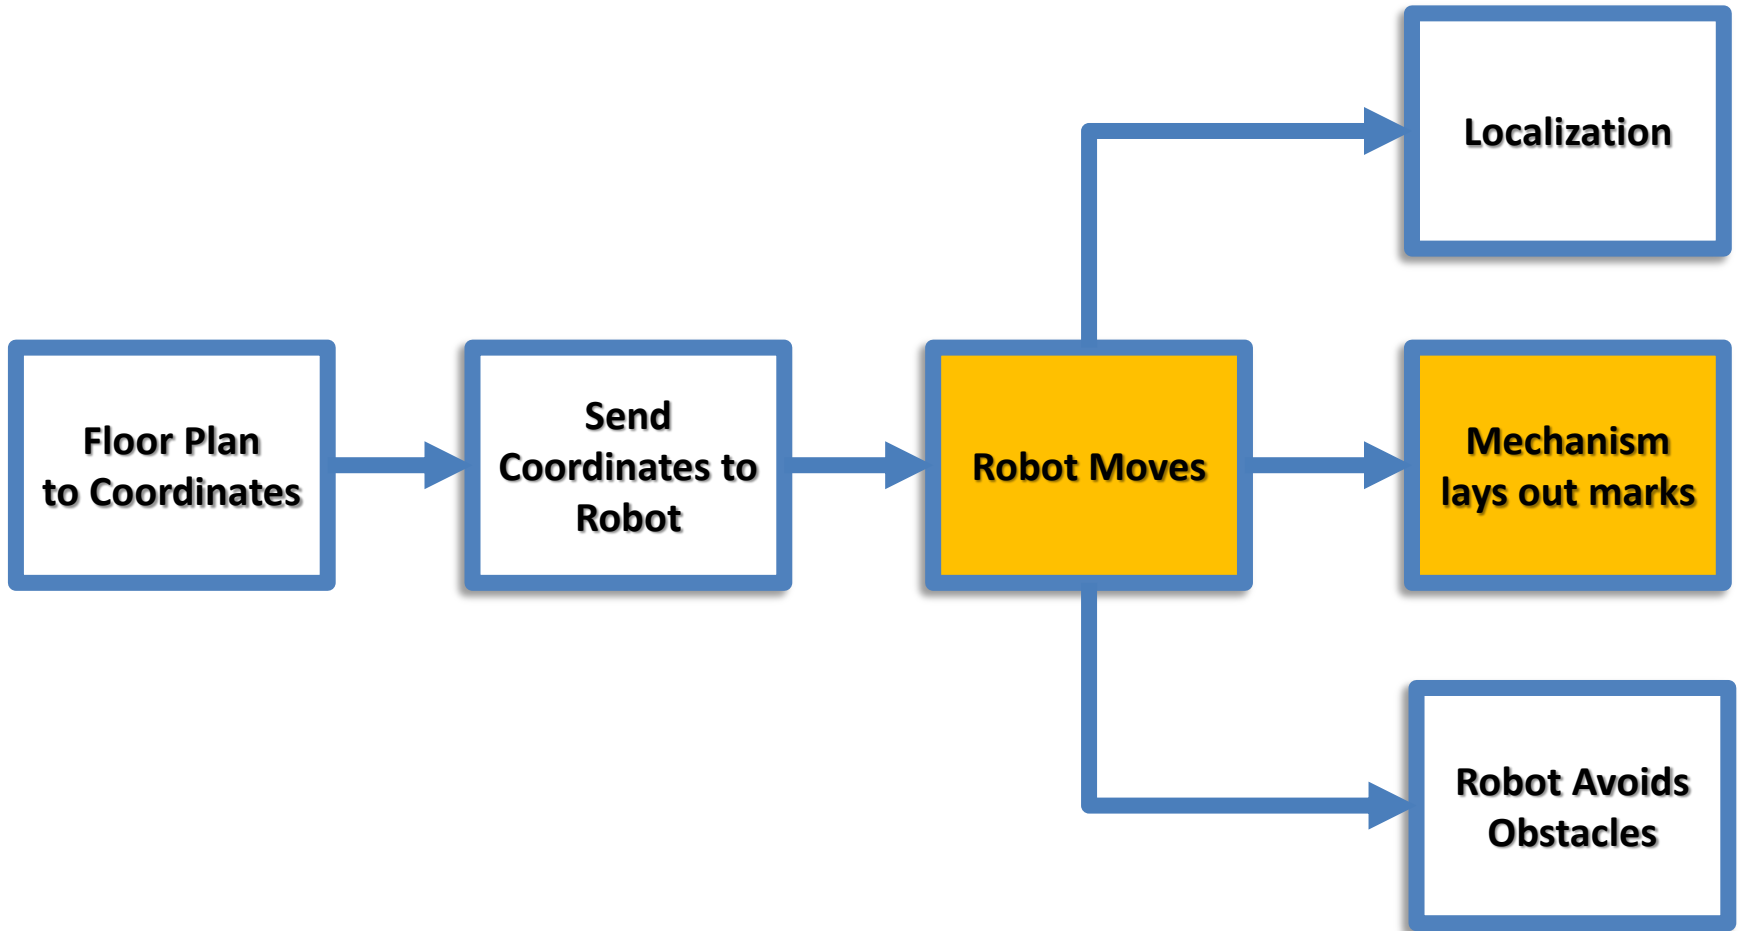 Floor Plan
to Coordinates
Send
Coordinates to
Robot
Robot Moves
Localization
Mechanism
lays out marks
Robot Avoids
Obstacles